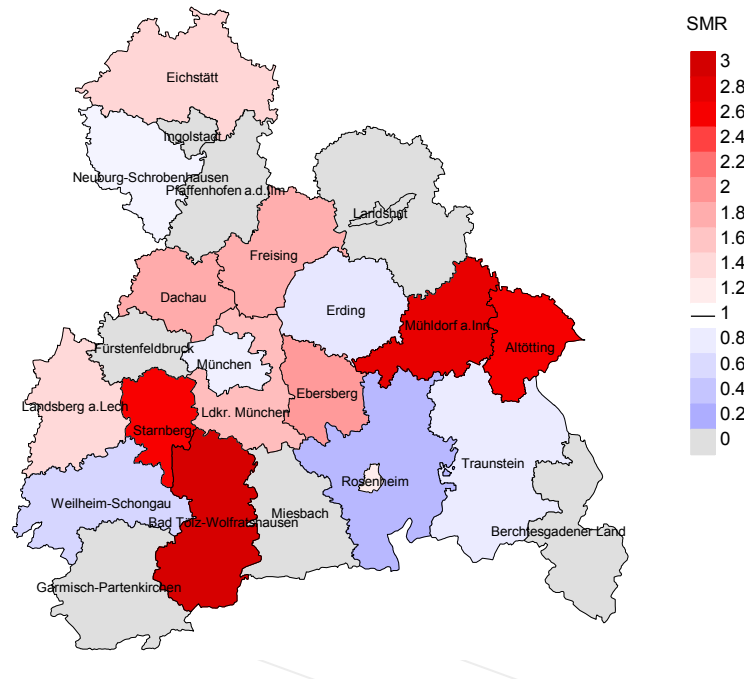 SMR
3
2.8
2.6
2.4
2.2
2
1.8
1.6
1.4
1.2
1
0.8
0.6
0.4
0.2
0
Eichstätt
Ingolstadt
Neuburg-Schrobenhausen
Pfaffenhofen a.d.Ilm
Landshut
Freising
Dachau
Erding
Mühldorf a.Inn
Altötting
Fürstenfeldbruck
München
Ebersberg
Landsberg a.Lech
Ldkr. München
Starnberg
Traunstein
Rosenheim
Weilheim-Schongau
Miesbach
Bad Tölz-Wolfratshausen
Berchtesgadener Land
Garmisch-Partenkirchen